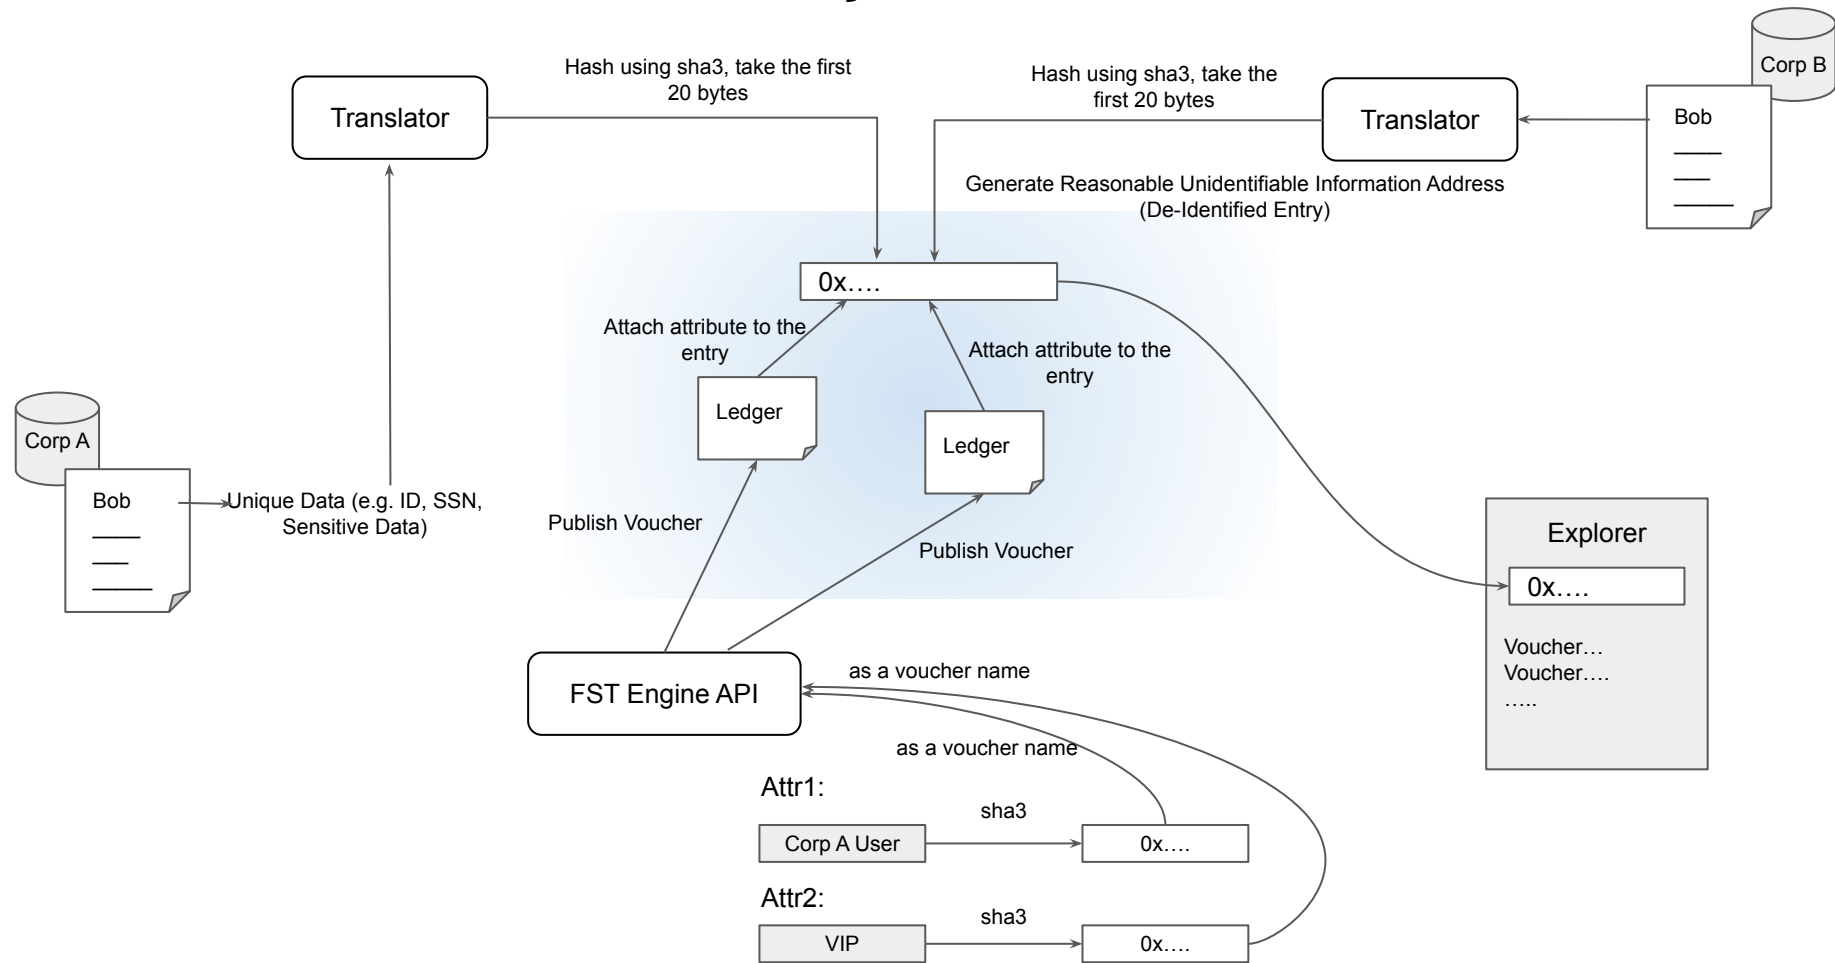 Corp B
Hash using sha3, take the first
20 bytes
Hash using sha3, take the
first 20 bytes
Translator
Translator
Bob
Generate Reasonable Unidentifiable Information Address
(De-Identified Entry)
0x….
Attach attribute to the
entry
Attach attribute to the
entry
Ledger
Ledger
Corp A
Bob
Unique Data (e.g. ID, SSN,
Sensitive Data)
Publish Voucher
Publish Voucher
Explorer
0x….
Voucher…
Voucher….
…..
FST Engine API
as a voucher name
as a voucher name
Attr1:
sha3
Corp A User
0x….
Attr2:
sha3
VIP
0x….